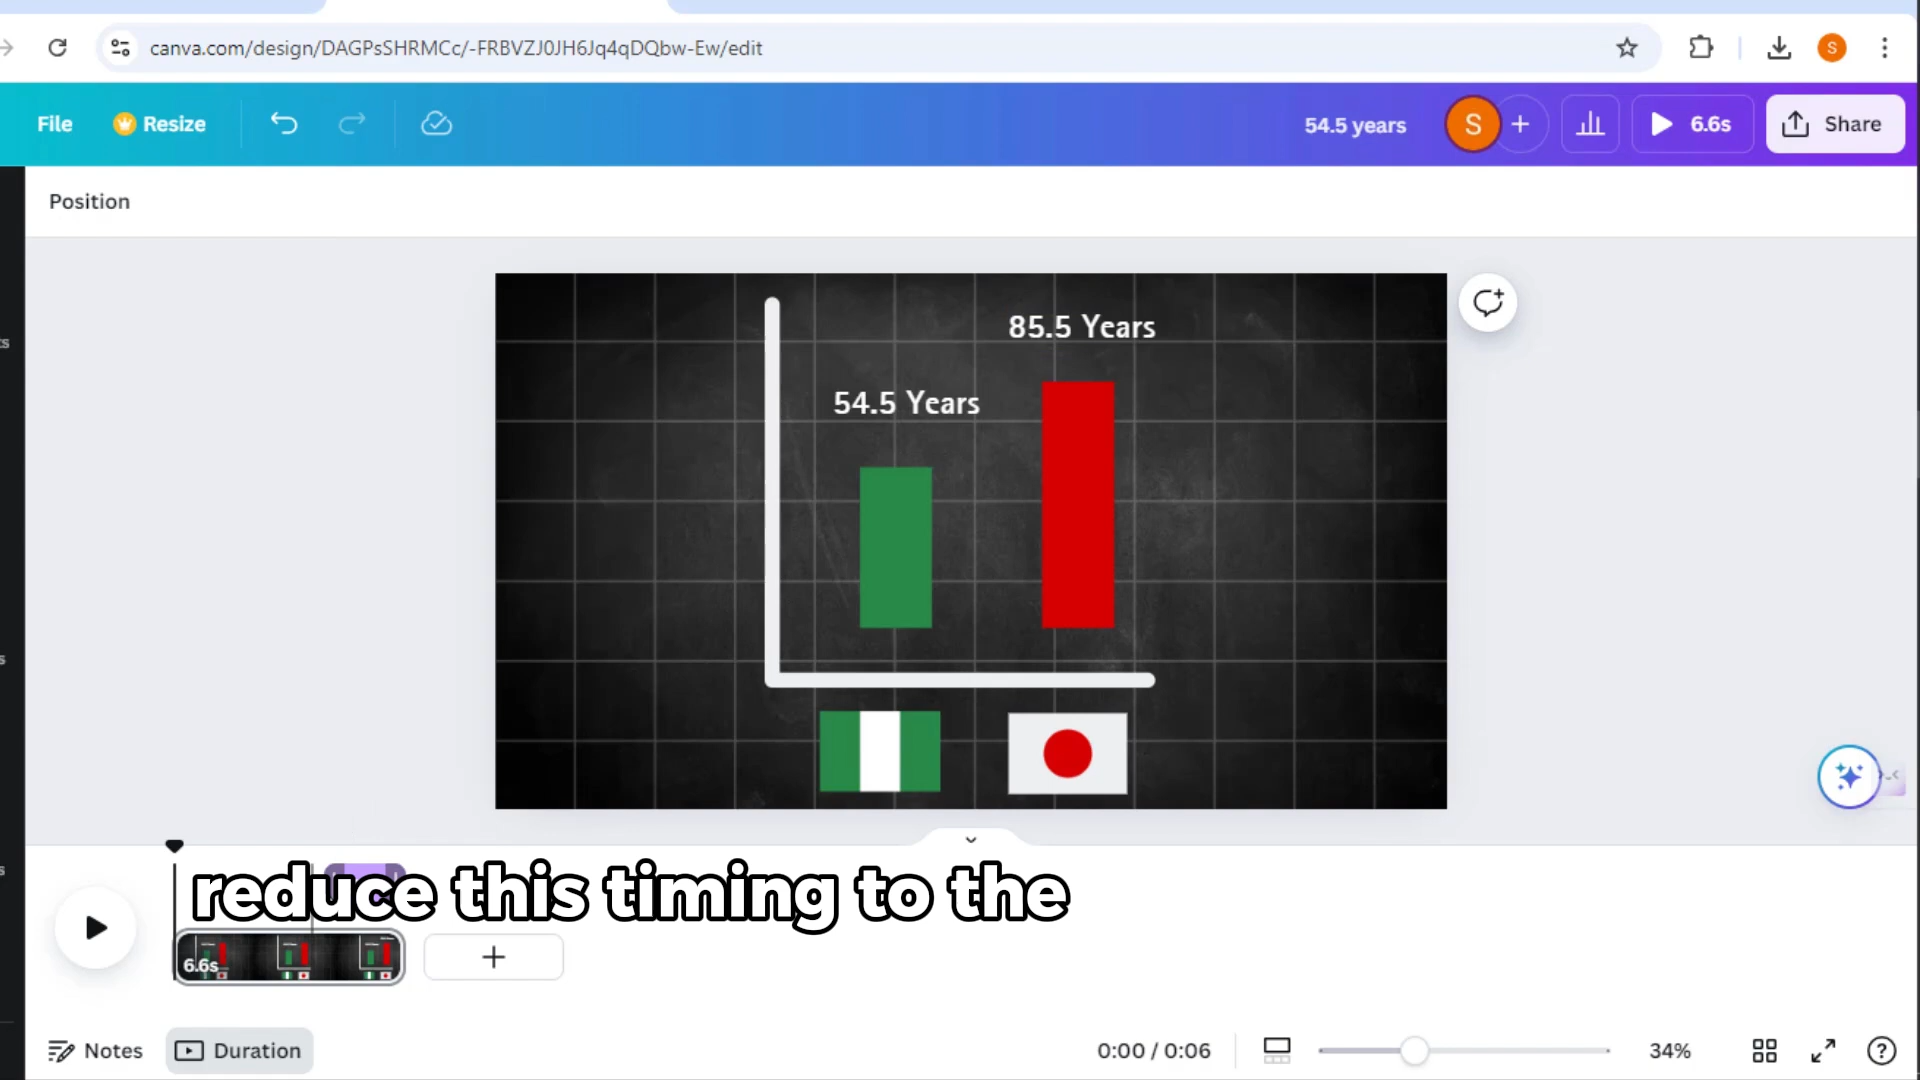 canva.com/design/DAGPsSHRMCc/-FRBVZJ0JH6Jq4qDQbw-Ew/edit
S
File
Resize
54.5 years
S
6.6s
Share
Position
85.5 Years
54.5 Years
reduce this timing to the
6.6s
Notes
Duration
0:00 / 0:06
34%